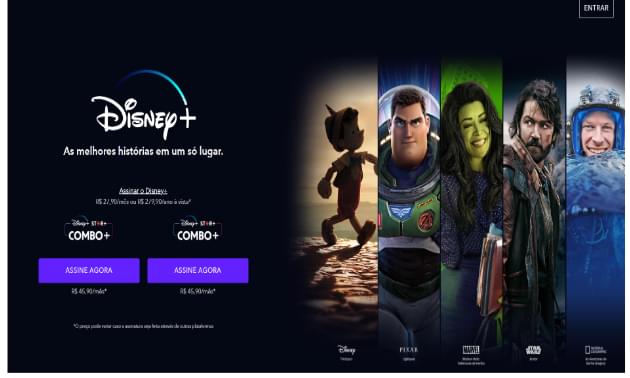 ENTRAR
Disney+
As melhores histórias em um só lugar.
Assinar o Disney+
R$ 27,90/mês ou R$ 279,90/ano à vista*
Disney+ STAR+
COMBO+
Disney+ STAR+
COMBO+
ASSINE AGORA
ASSINE AGORA
R$ 45,90/mês*
R$ 45,90/mês*
*O preço pode variar caso a assinatura seja feita através de outras plataformas
Disney
PIXAR
MARVEL
STAR WARS
NATIONAL GEOGRAPHIC
Lightyear
Andor